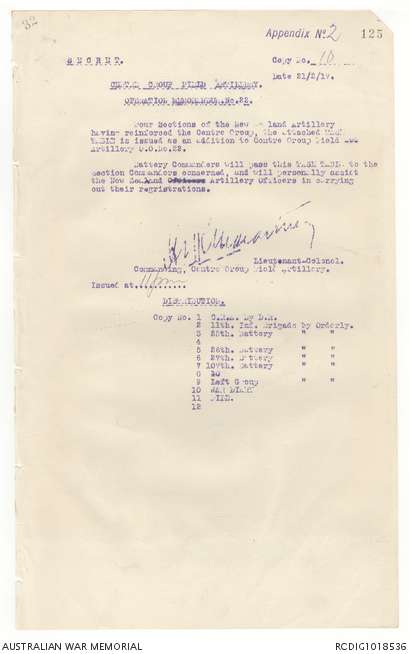 32
Appendix No 2
125
S E C R E T.
Copy No. 10
Date 21/2/17.
CENTRE GROUP FIELD ARTILLERY.
OPERATION MEMORANDUM No.22.
Four Sections of the New Zealand Artillery
having reinforced the Centre Group, the attached TASK
TABLE is issued as an addition to Centre Group Field
Artillery O.O.No.22.
Battery Commanders will pass this TASK TABLE to the
Section Commanders concerned, and will personally assist
the New Zealand Officers Artillery Officers in carrying
out their registrations.
Lieutenant-Colonel.
Commanding, Centre Group Field Artillery.
Issued at
DISTRIBUTION.
Copy No. 1 C.R.A. by D.R.
2 11th. Inf. Brigade by Orderly.
3 25th. Battery " "
4
5 26th. Battery " "
6 27th. Battery " "
7 107th. Battery " "
8
9 Left Group " "
10 WAR DIARY
11 FILE.
12
AUSTRALIAN WAR MEMORIAL
RCDIG1018536